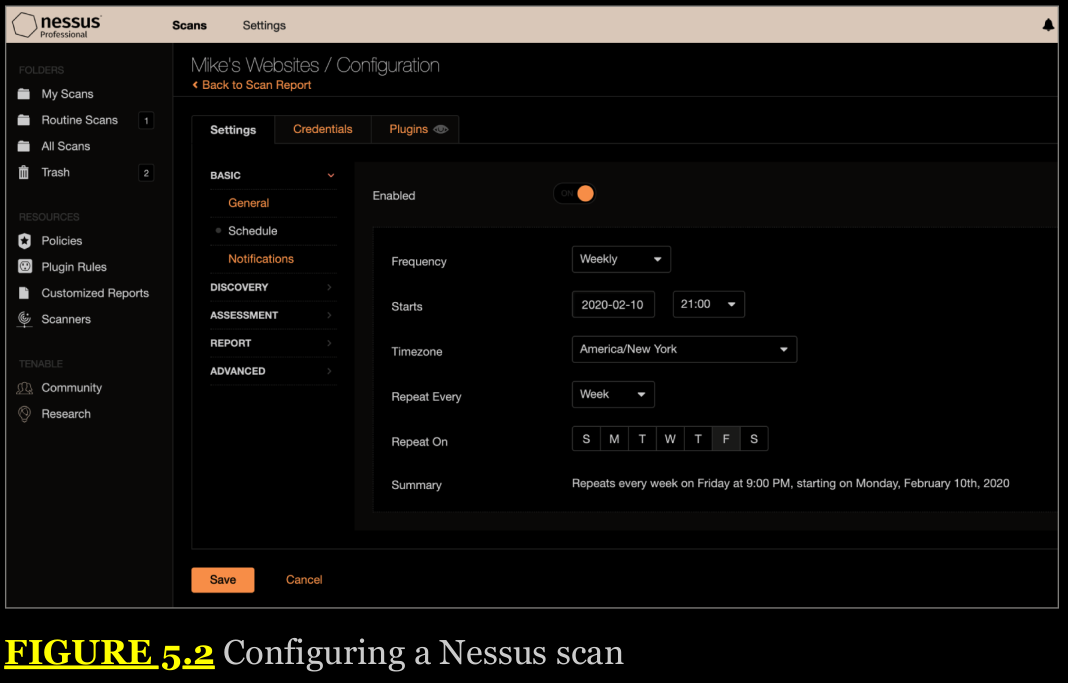 nessus
Professional
Scans Settings
FOLDERS
My Scans
Routine Scans 1
All Scans
Trash 2
RESOURCES
Policies
Plugin Rules
Customized Reports
Scanners
TENABLE
Community
Research
Mike's Websites / Configuration
Back to Scan Report
Settings Credentials Plugins
BASIC
General
Schedule
Notifications
DISCOVERY
ASSESSMENT
REPORT
ADVANCED
Enabled ON
Frequency Weekly
Starts 2020-02-10 21:00
Timezone America/New York
Repeat Every Week
Repeat On S M T W T F S
Summary Repeats every week on Friday at 9:00 PM, starting on Monday, February 10th, 2020
Save Cancel
FIGURE 5.2 Configuring a Nessus scan